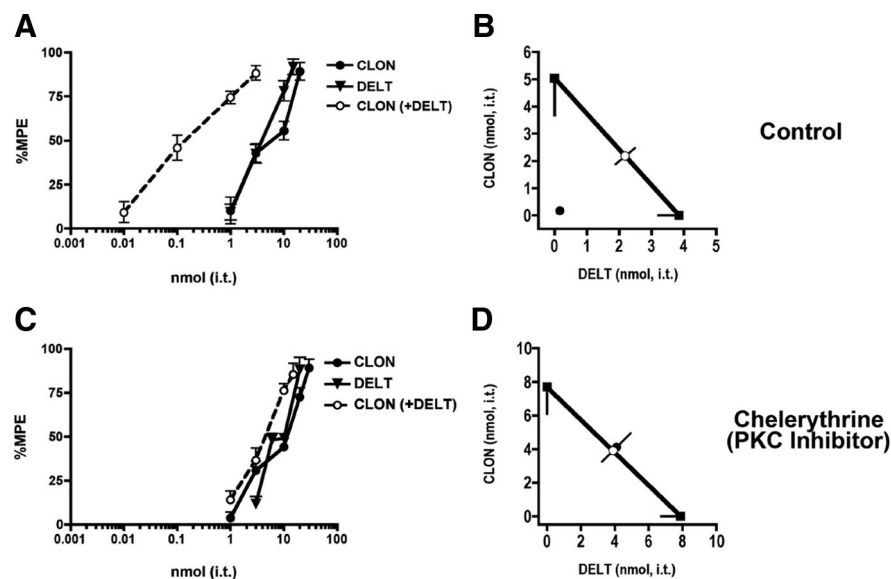 A
100
75
50
25
0
%MPE
0.001 0.01 0.1 1 10 100
nmol (i.t.)
CLON
DELT
CLON (+DELT)
B
6
5
4
3
2
1
0
CLON (nmol, i.t.)
0 1 2 3 4 5
DELT (nmol, i.t.)
Control
C
100
75
50
25
0
%MPE
0.001 0.01 0.1 1 10 100
nmol (i.t.)
CLON
DELT
CLON (+DELT)
D
10
8
6
4
2
0
CLON (nmol, i.t.)
0 2 4 6 8 10
DELT (nmol, i.t.)
Chelerythrine
(PKC Inhibitor)